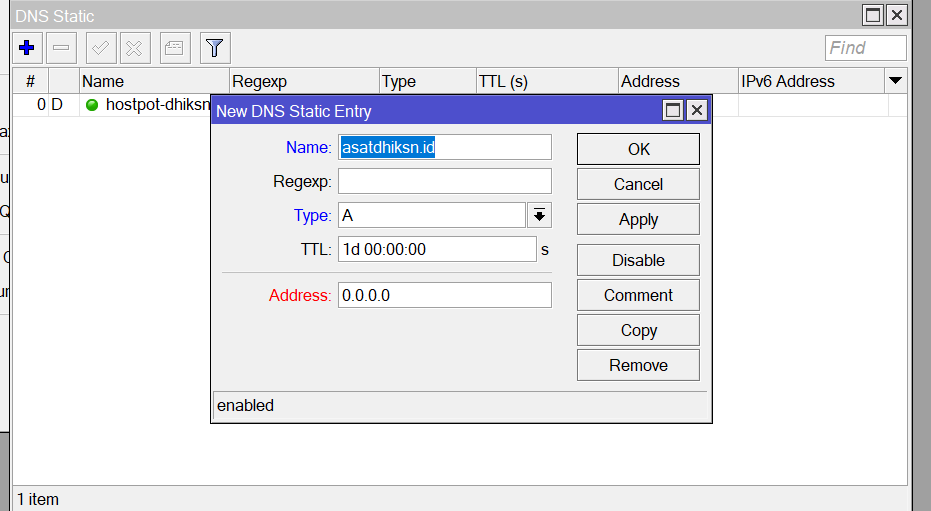 DNS Static
Find
# Name Regexp Type TTL (s) Address IPv6 Address
0 D hostpot-dhiksn
New DNS Static Entry
Name: asatdhiksn.id
OK
Regexp:
Cancel
Type: A
Apply
TTL: 1d 00:00:00 s
Disable
Address: 0.0.0.0
Comment
Copy
Remove
enabled
1 item